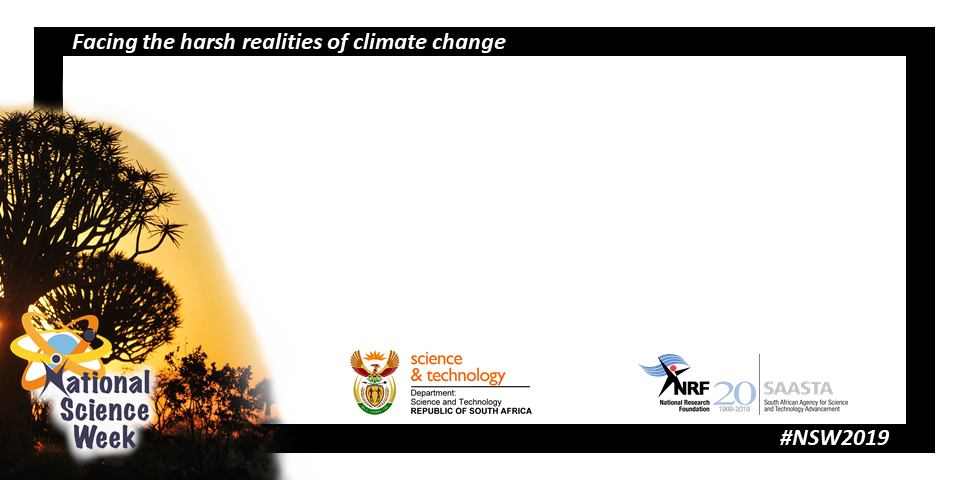 Facing the harsh realities of climate change
National
Science
Week
science
& technology
Department:
Science and Technology
REPUBLIC OF SOUTH AFRICA
NRF
National Research
Foundation
20
1999-2019
SAASTA
South African Agency for Science
and Technology Advancement
#NSW2019